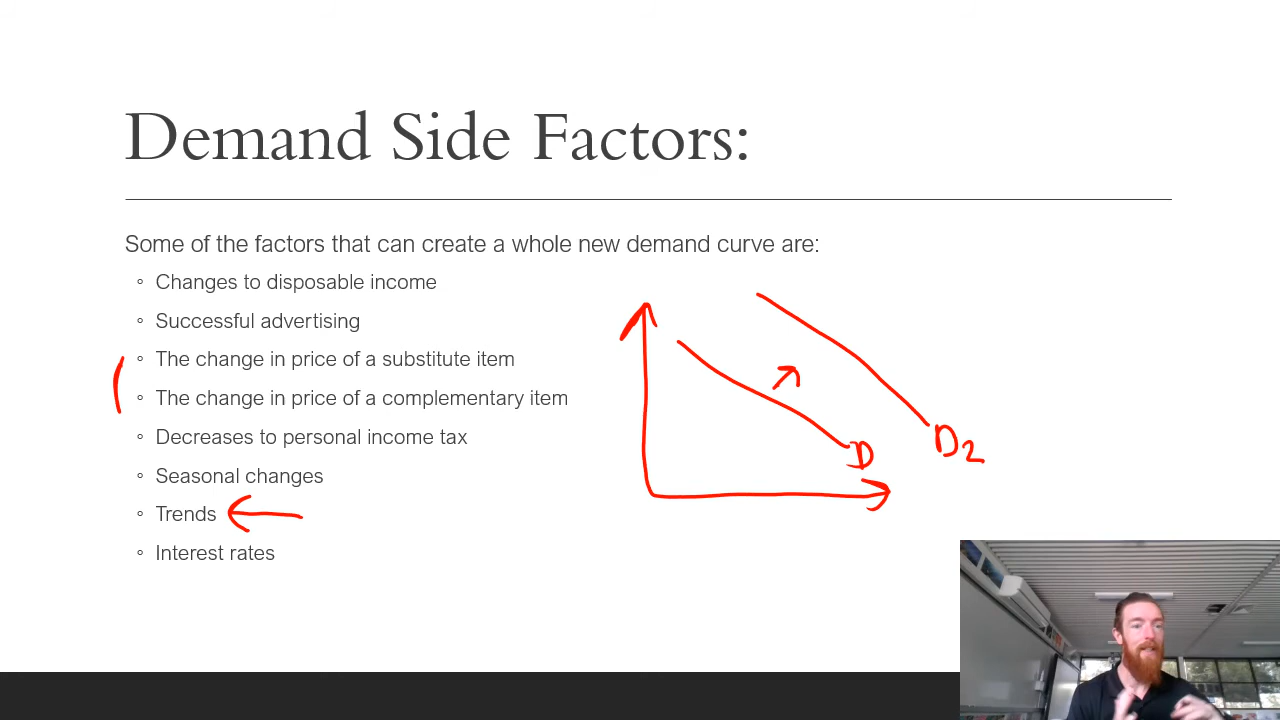 Demand Side Factors:
Some of the factors that can create a whole new demand curve are:
◦ Changes to disposable income
◦ Successful advertising
◦ The change in price of a substitute item
◦ The change in price of a complementary item
◦ Decreases to personal income tax
◦ Seasonal changes
◦ Trends
◦ Interest rates
D
D2